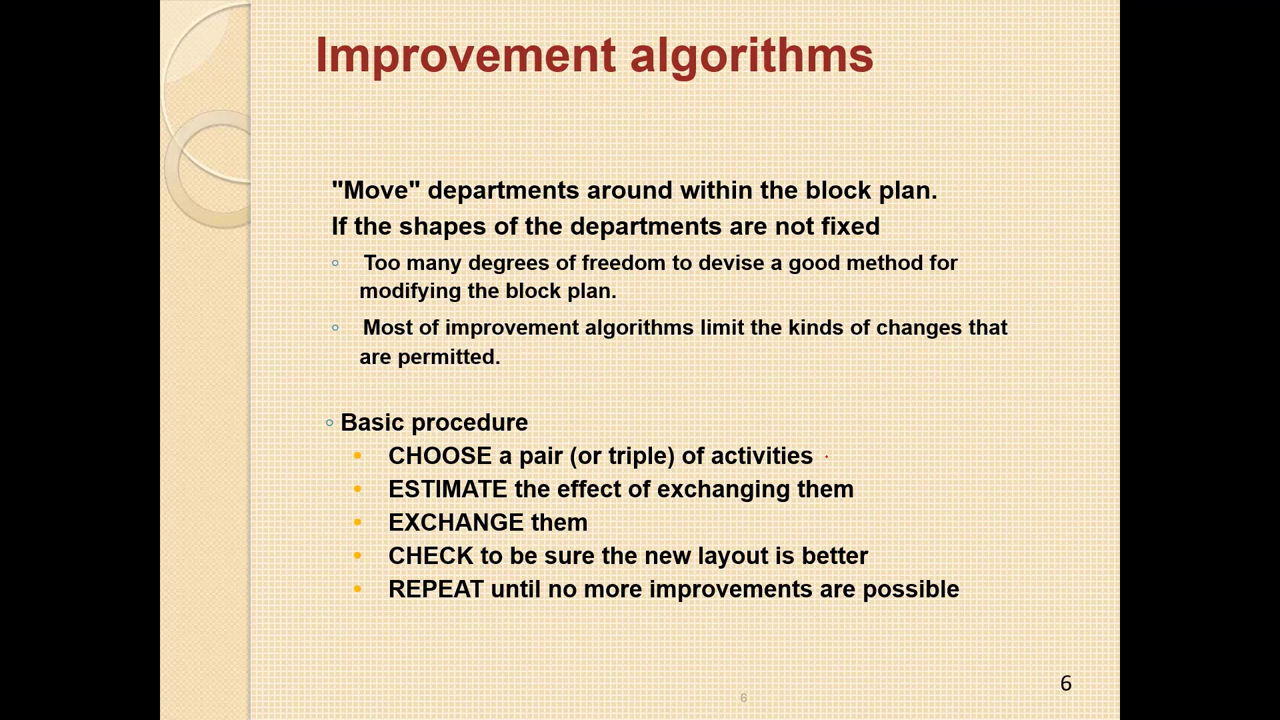 Improvement algorithms
"Move" departments around within the block plan.
If the shapes of the departments are not fixed
◦ Too many degrees of freedom to devise a good method for
modifying the block plan.
◦ Most of improvement algorithms limit the kinds of changes that
are permitted.
◦ Basic procedure
• CHOOSE a pair (or triple) of activities
• ESTIMATE the effect of exchanging them
• EXCHANGE them
• CHECK to be sure the new layout is better
• REPEAT until no more improvements are possible
6
6